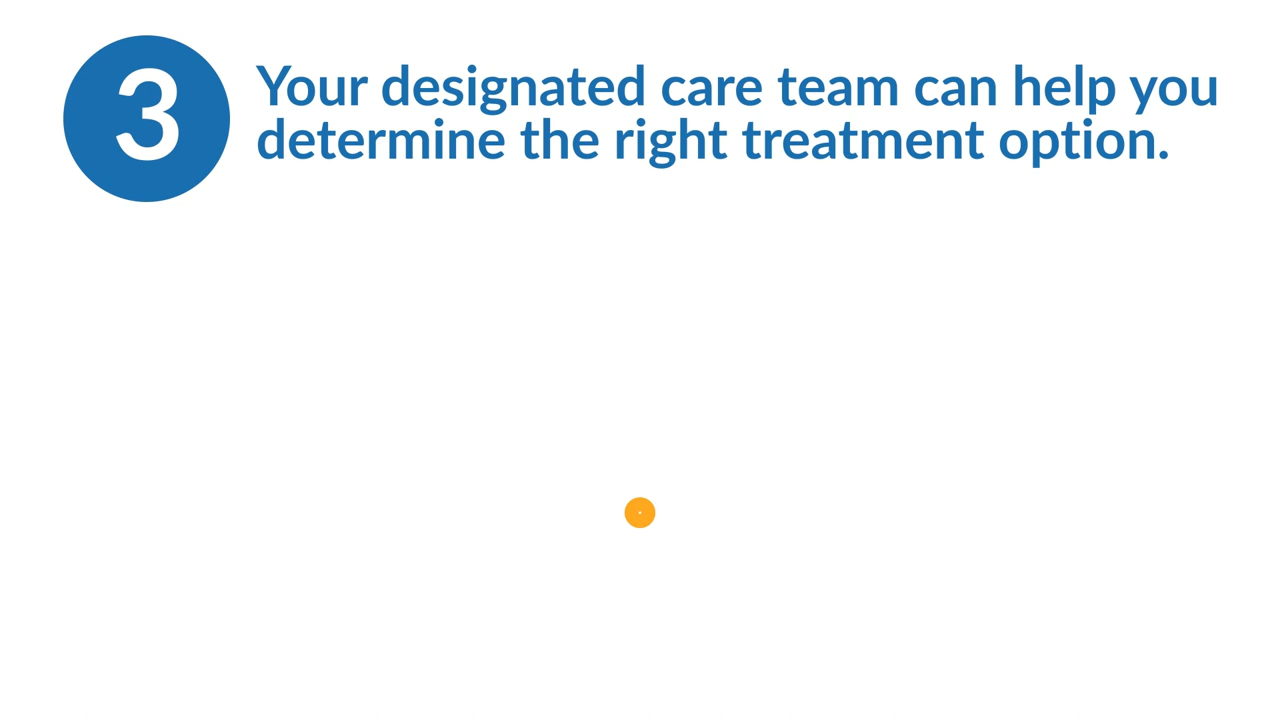 3
Your designated care team can help you
determine the right treatment option.